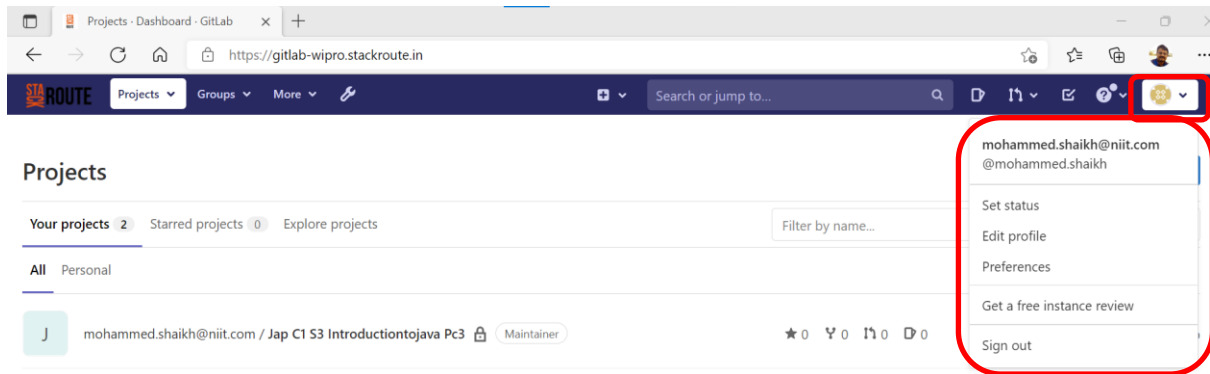 Projects · Dashboard · GitLab
https://gitlab-wipro.stackroute.in
STAROUTE Projects Groups More Search or jump to...
mohammed.shaikh@niit.com
@mohammed.shaikh
Projects
Your projects 2 Starred projects 0 Explore projects Filter by name...
Set status
Edit profile
All Personal Preferences
Get a free instance review
J mohammed.shaikh@niit.com / Jap C1 S3 Introductiontojava Pc3 Maintainer 0 0 0 0
Sign out